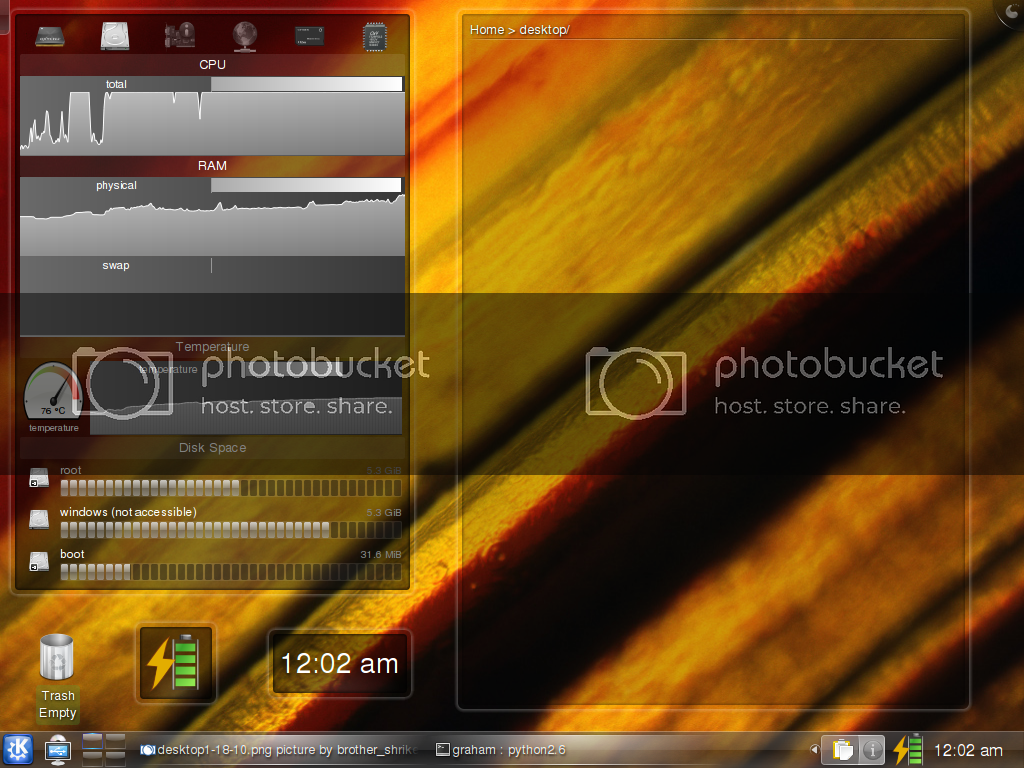 Home > desktop/
CPU
total
RAM
physical
swap
Temperature
temperature
76 °C
temperature
photobucket
host. store. share.
photobucket
host. store. share.
Disk Space
root 5.3 GiB
windows (not accessible) 5.3 GiB
boot 31.6 MiB
Trash
Empty
12:02 am
desktop1-18-10.png picture by brother_shrike
graham : python2.6
12:02 am